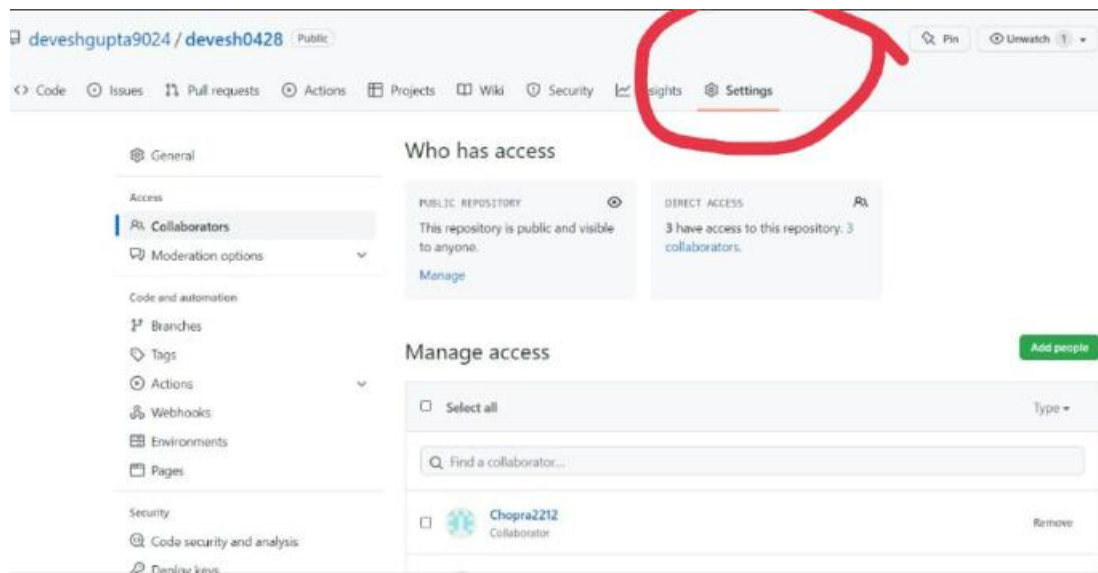 deveshgupta9024 / devesh0428 Public
Pin
Unwatch 1
<> Code Issues Pull requests Actions Projects Wiki Security Insights Settings
General
Access
Collaborators
Moderation options
Code and automation
Branches
Tags
Actions
Webhooks
Environments
Pages
Security
Code security and analysis
Deploy keys
Who has access
PUBLIC REPOSITORY
This repository is public and visible
to anyone.
Manage
DIRECT ACCESS
3 have access to this repository. 3
collaborators.
Manage access
Add people
Select all
Type
Find a collaborator...
Chopra2212
Collaborator
Remove